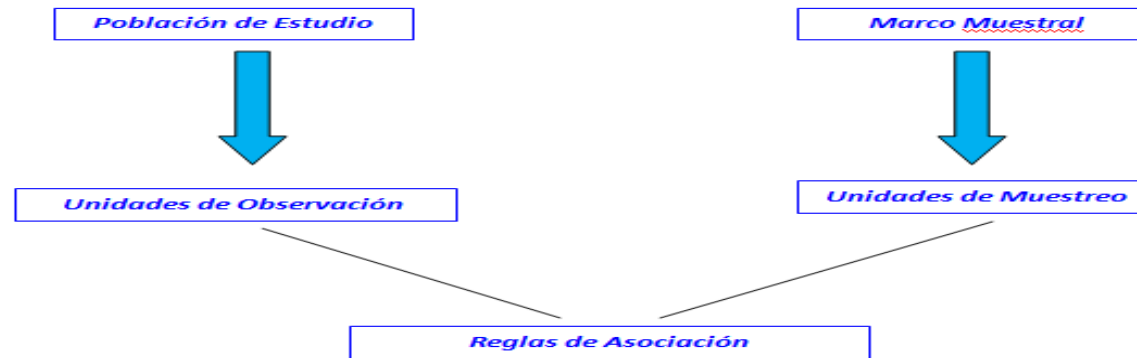 Población de Estudio
Marco Muestral
Unidades de Observación
Unidades de Muestreo
Reglas de Asociación